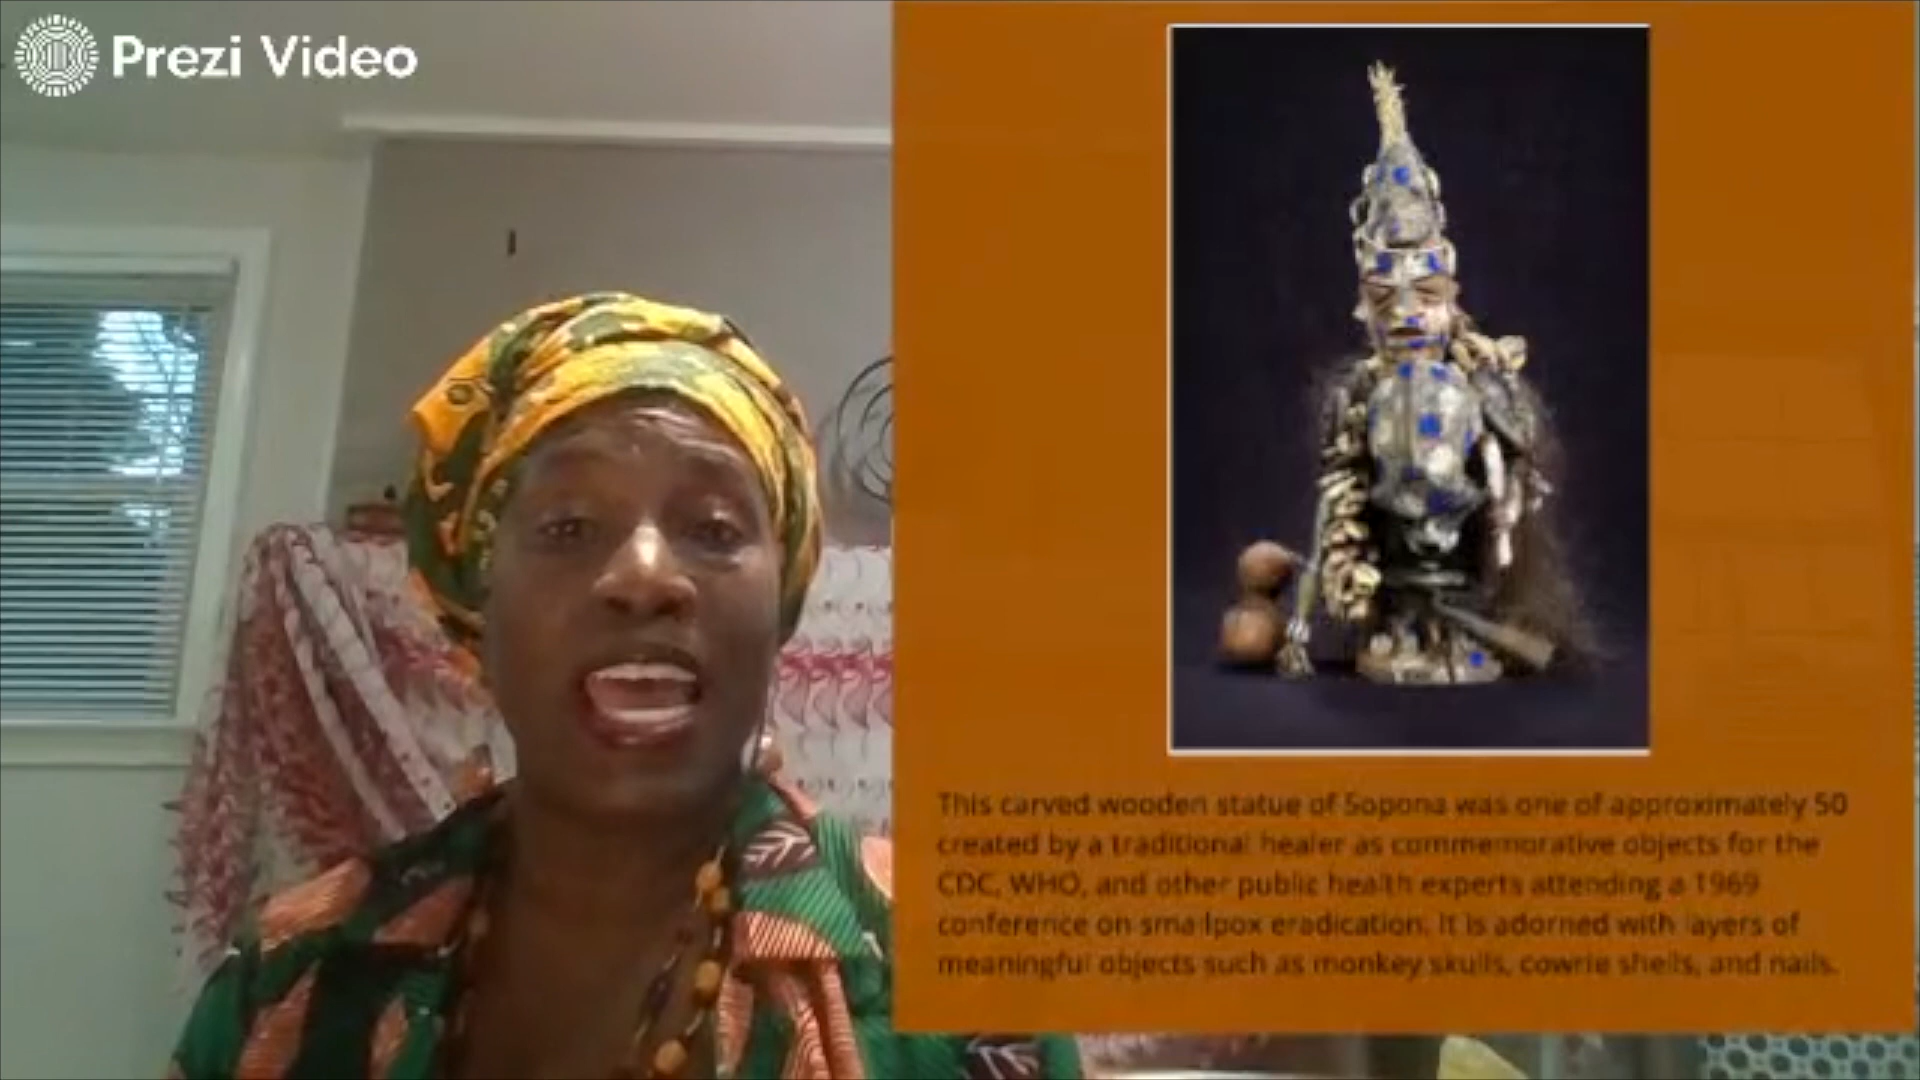 Prezi Video
This carved wooden statue of Sopona was one of approximately 50
created by a traditional healer as commemorative objects for the
CDC, WHO, and other public health experts attending a 1969
conference on smallpox eradication. It is adorned with layers of
meaningful objects such as monkey skulls, cowrie shells, and nails.